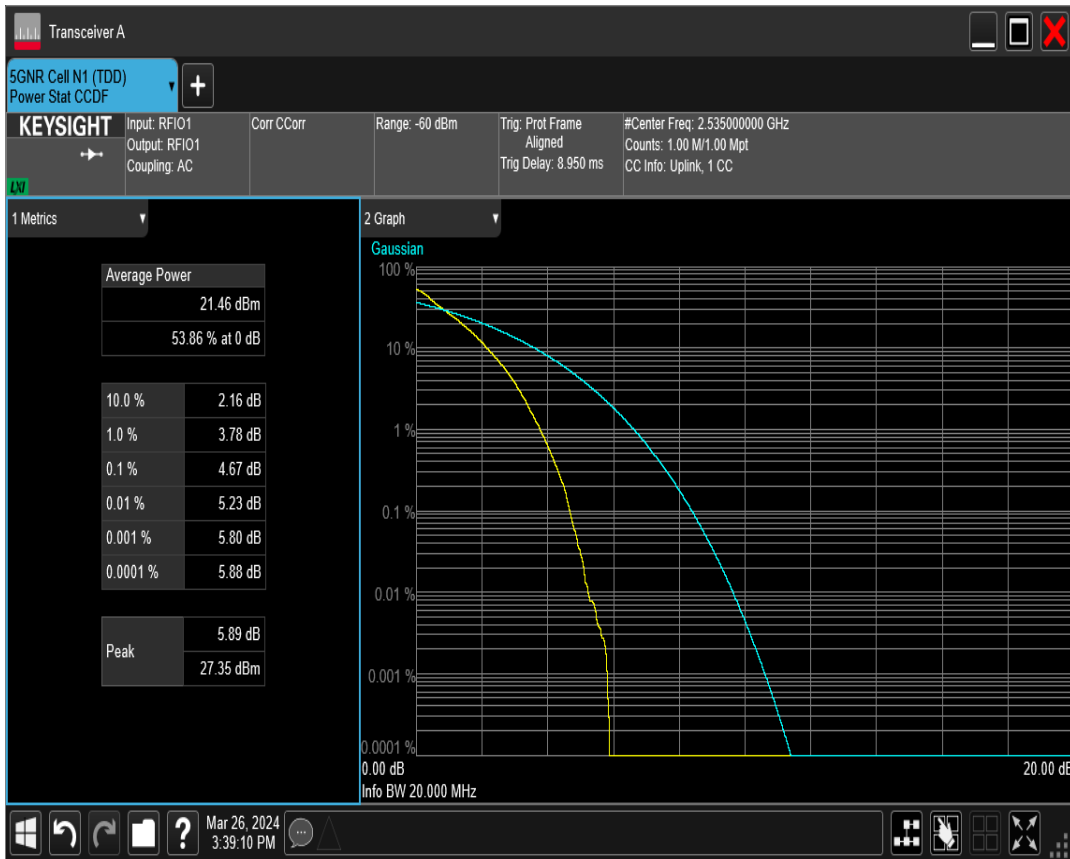 Transceiver A
5GNR Cell N1 (TDD)
Power Stat CCDF
+
KEYSIGHT
LXI
Input: RFIO1
Output: RFIO1
Coupling: AC
Corr CCorr
Range: -60 dBm
Trig: Prot Frame
Aligned
Trig Delay: 8.950 ms
#Center Freq: 2.535000000 GHz
Counts: 1.00 M/1.00 Mpt
CC Info: Uplink, 1 CC
1 Metrics
Average Power
21.46 dBm
53.86 % at 0 dB
10.0 % 2.16 dB
1.0 % 3.78 dB
0.1 % 4.67 dB
0.01 % 5.23 dB
0.001 % 5.80 dB
0.0001 % 5.88 dB
Peak
5.89 dB
27.35 dBm
2 Graph
Gaussian
100 %
10 %
1 %
0.1 %
0.01 %
0.001 %
0.0001 %
0.00 dB 20.00 dB
Info BW 20.000 MHz
?
Mar 26, 2024
3:39:10 PM